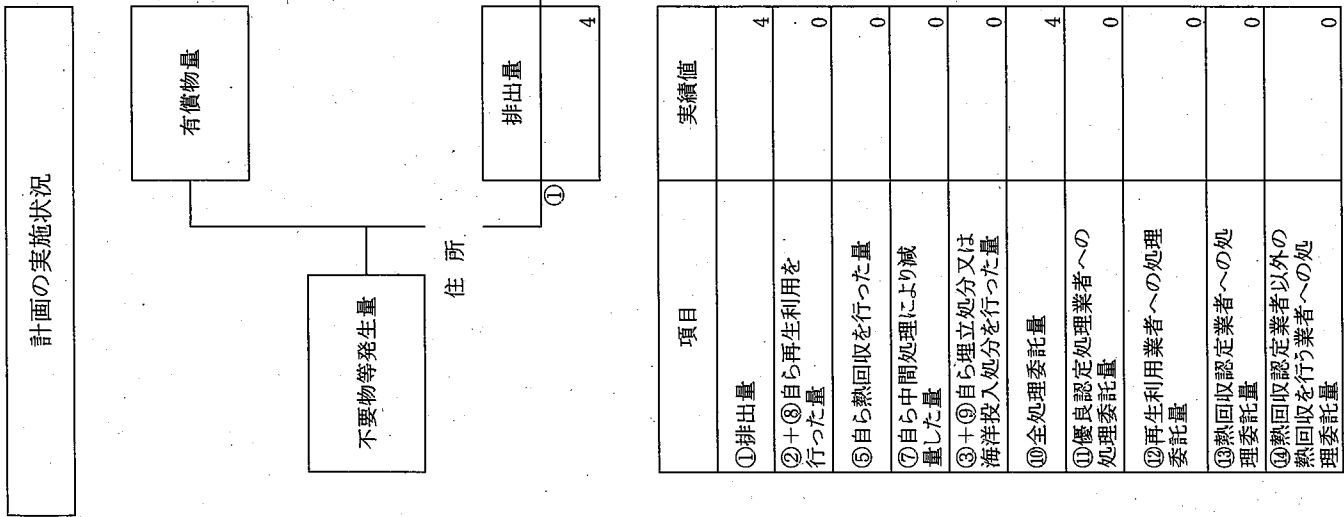 計画の実施状況
有償物量
不要物等発生量
住 所
①
排出量
4
項目
実績値
①排出量
4
②+⑧自ら再生利用を
行った量
0
⑤自ら熱回収を行った量
0
⑦自ら中間処理により減
量した量
0
③+⑨自ら埋立処分又は
海洋投入処分を行った量
0
⑩全処理委託量
4
⑪優良認定処理業者への
処理委託量
0
⑫再生利用業者への処理
委託量
0
⑬熱回収認定業者への処
理委託量
0
⑭熱回収認定業者以外の
熱回収を行う業者への処
理委託量
0